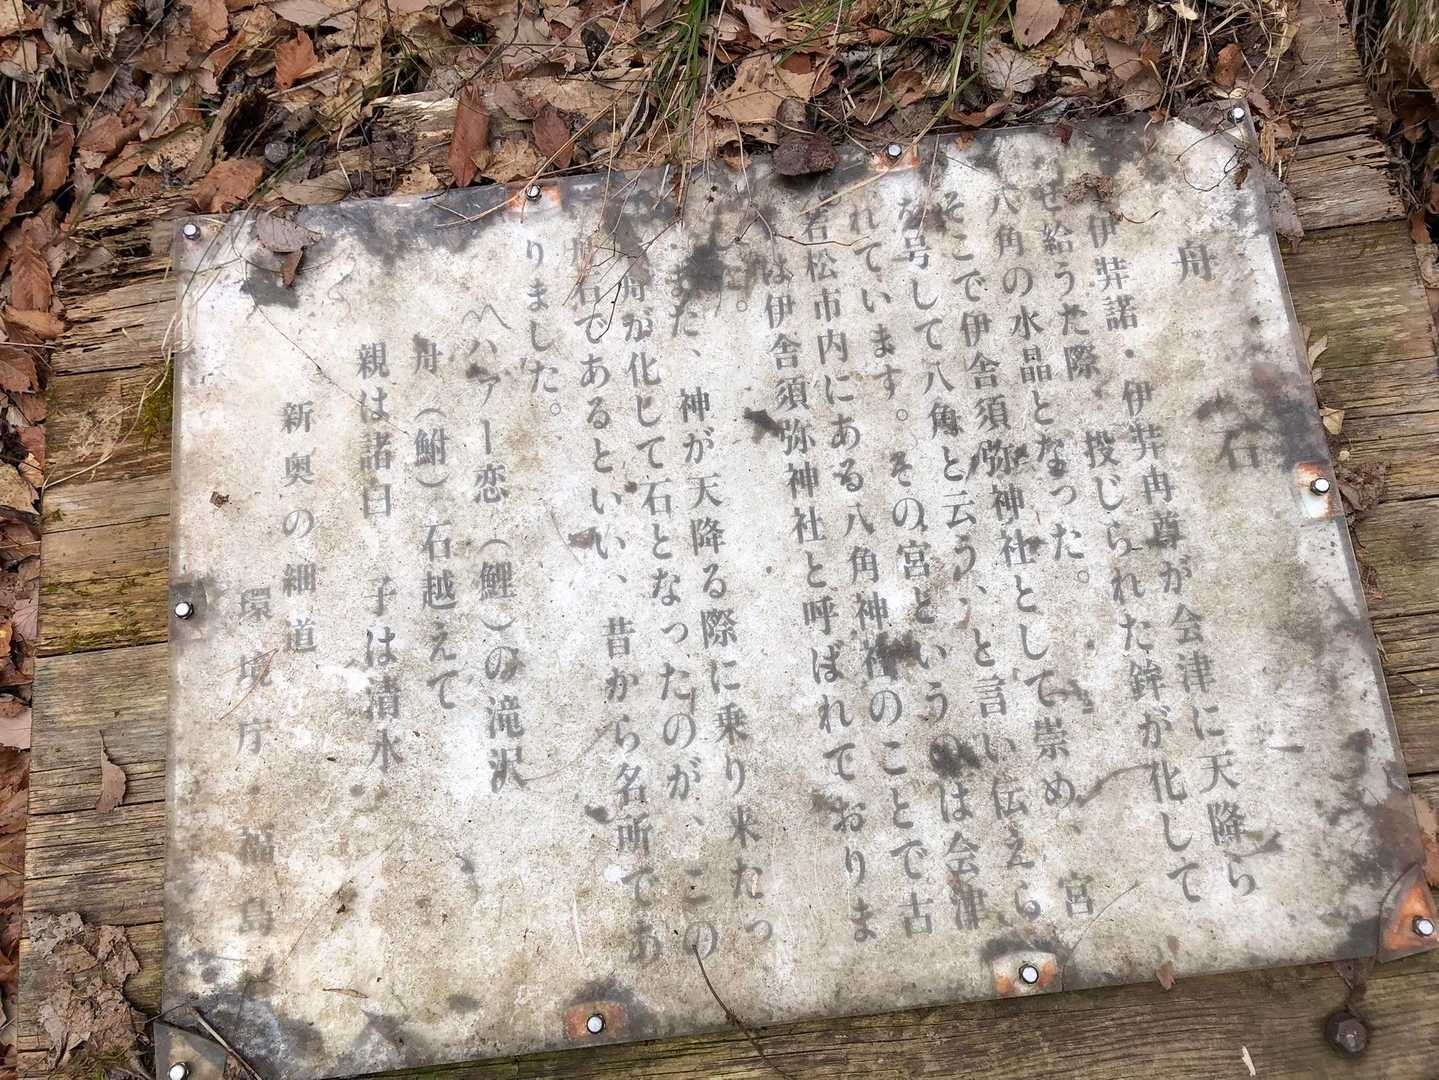 舟石
伊弉諾・伊弉冉尊が会津に天降ら
せ給うた際 投じられた鉾が化して
八角の水晶となった。
そこで伊舎須弥神社として崇め、宮
を号して八角と云う、と言い伝えら
れています。その宮というのは会津
若松市内にある八角神社のことで古
は伊舎須弥神社と呼ばれておりま
た。
また、神が天降る際に乗り来たっ
舟が化して石となったのが、この
舟石であるといい、昔から名所であ
りました。
〽ハァー恋(鯉)の滝沢
舟(鮒)石越えて
親は諸白 子は清水
新奥の細道
環境庁・福島